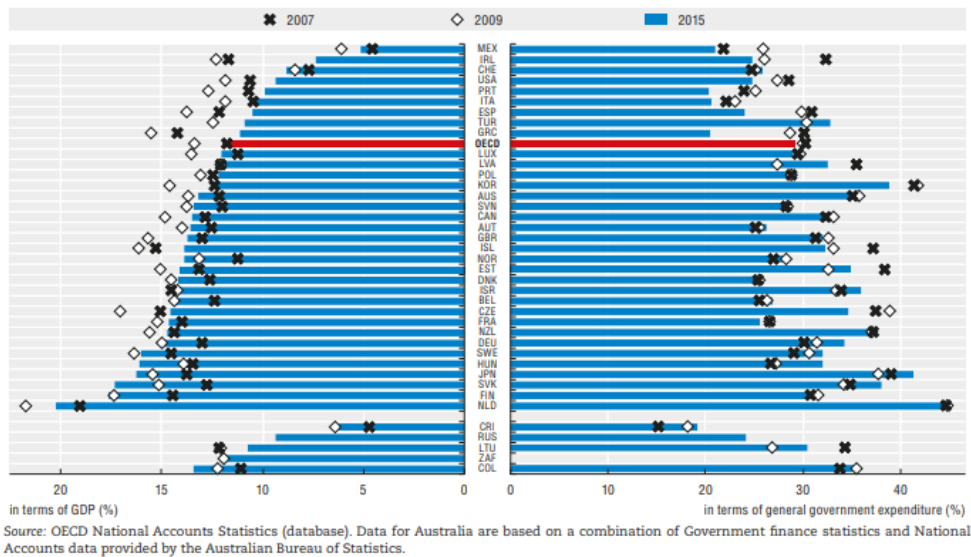 2007 2009 2015
MEX
IRL
CHE
USA
PRT
ITA
ESP
TUR
GRC
OECD
LUX
LVA
POL
KOR
AUS
SVN
CAN
AUT
GBR
ISL
NOR
EST
DNK
ISR
BEL
CZE
FRA
NZL
DEU
SWE
HUN
JPN
SVK
FIN
NLD
CRI
RUS
LTU
ZAF
COL
20 15 10 5 0 0 10 20 30 40
in terms of GDP (%) in terms of general government expenditure (%)
Source: OECD National Accounts Statistics (database). Data for Australia are based on a combination of Government finance statistics and National
Accounts data provided by the Australian Bureau of Statistics.